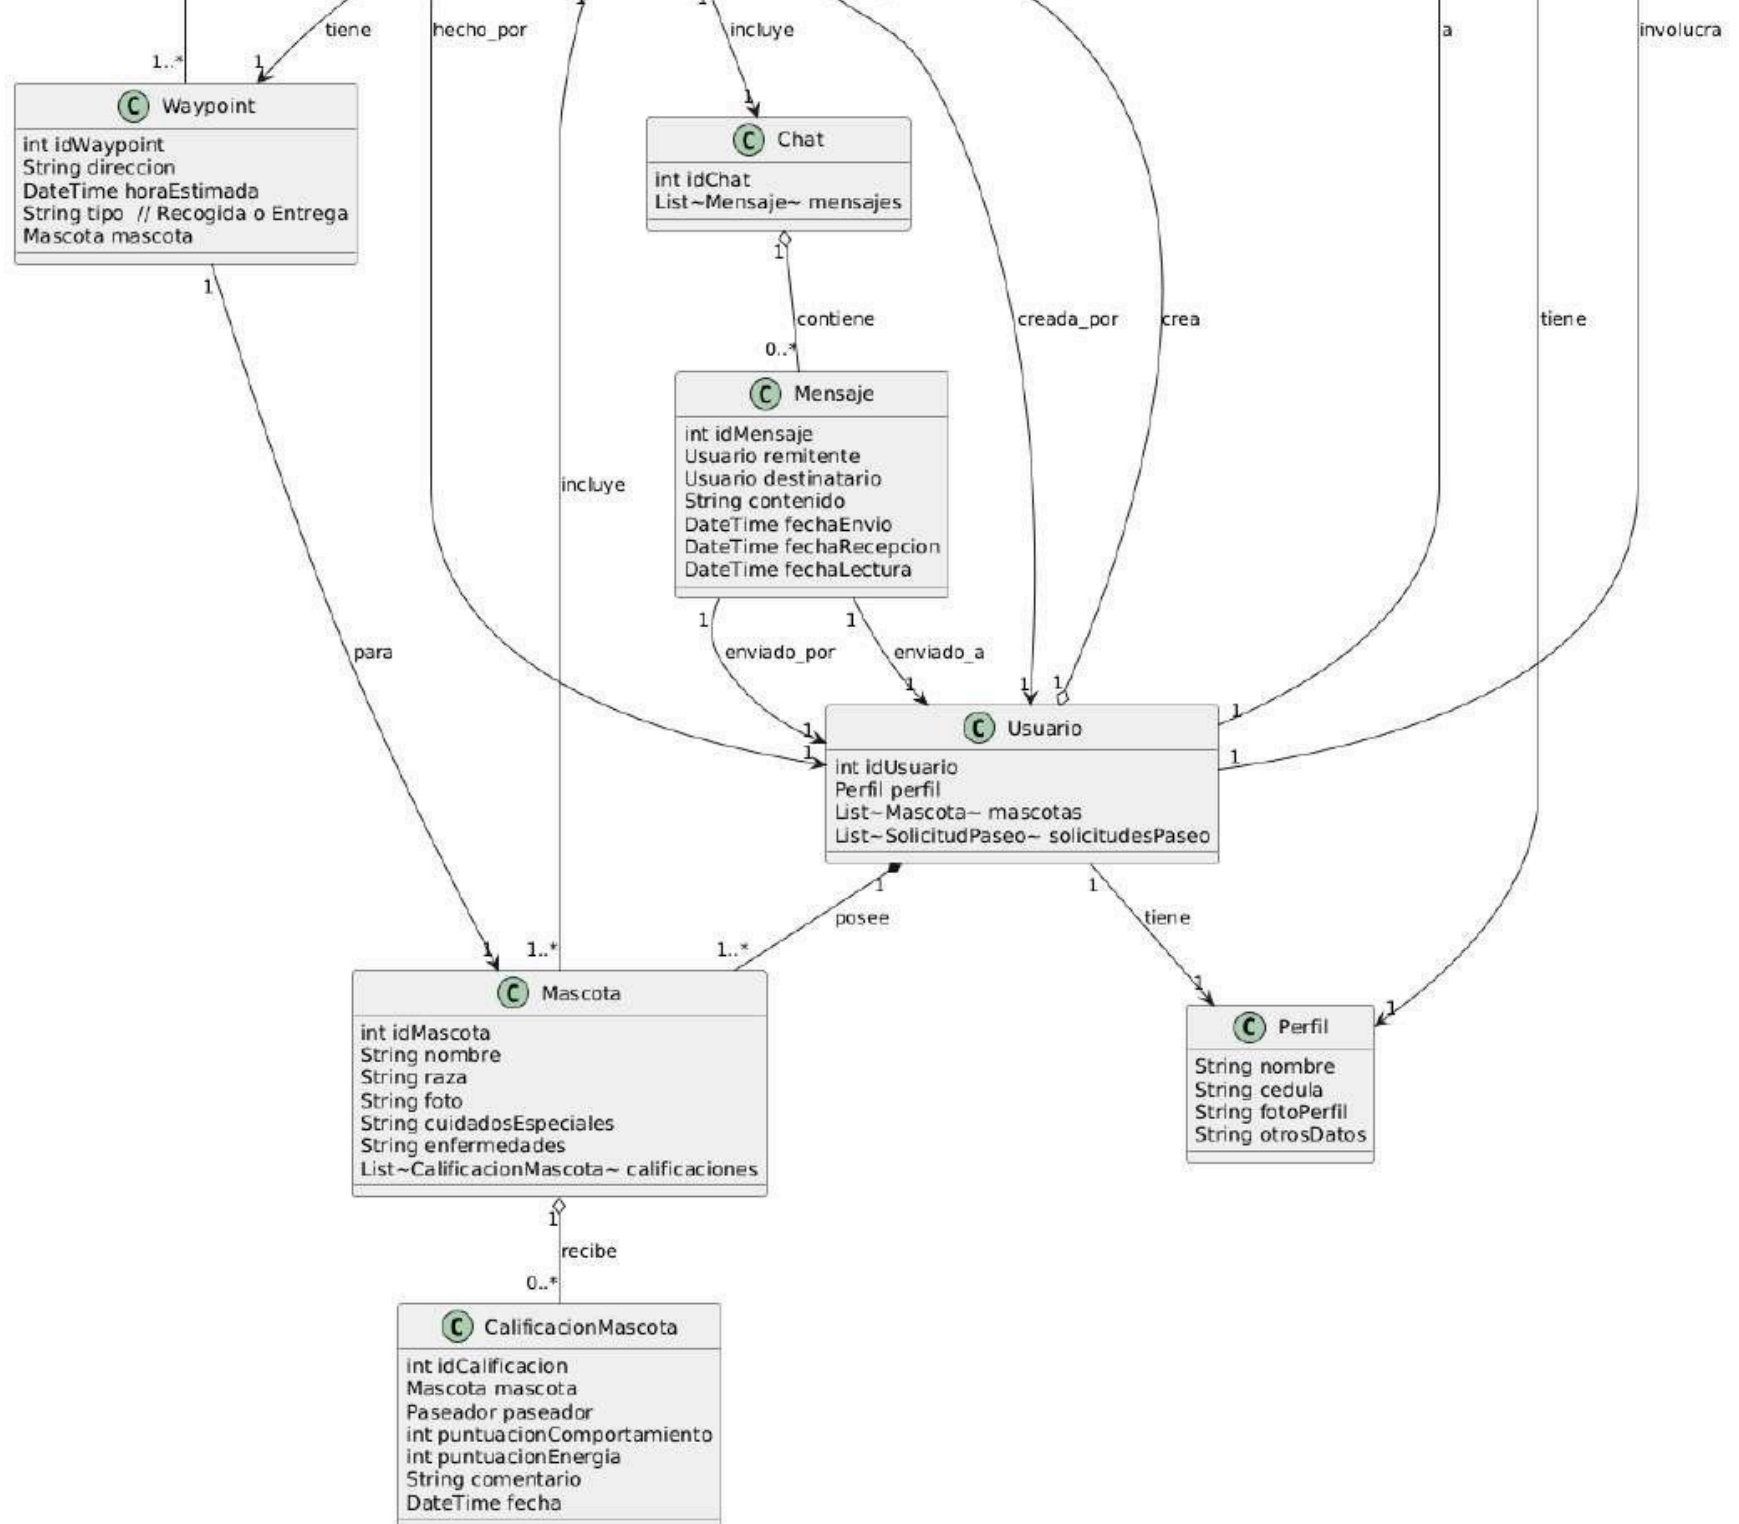 tiene
hecho_por
1
1
incluye
a
involucra
1..*
1
1
C Waypoint
int idWaypoint
String direccion
DateTime horaEstimada
String tipo // Recogida o Entrega
Mascota mascota
C Chat
int idChat
List~Mensaje~ mensajes
1
1
contiene
creada_por
crea
tiene
0..*
C Mensaje
int idMensaje
Usuario remitente
Usuario destinatario
String contenido
DateTime fechaEnvio
DateTime fechaRecepcion
DateTime fechaLectura
incluye
1
1
para
enviado_por
enviado_a
1
1
1
1
1
1
1
C Usuario
int idUsuario
Perfil perfil
List~Mascota~ mascotas
List~SolicitudPaseo~ solicitudesPaseo
1
1
posee
tiene
1
1..*
1..*
1
1
C Mascota
int idMascota
String nombre
String raza
String foto
String cuidadosEspeciales
String enfermedades
List~CalificacionMascota~ calificaciones
C Perfil
String nombre
String cedula
String fotoPerfil
String otrosDatos
1
recibe
0..*
C CalificacionMascota
int idCalificacion
Mascota mascota
Paseador paseador
int puntuacionComportamiento
int puntuacionEnergia
String comentario
DateTime fecha